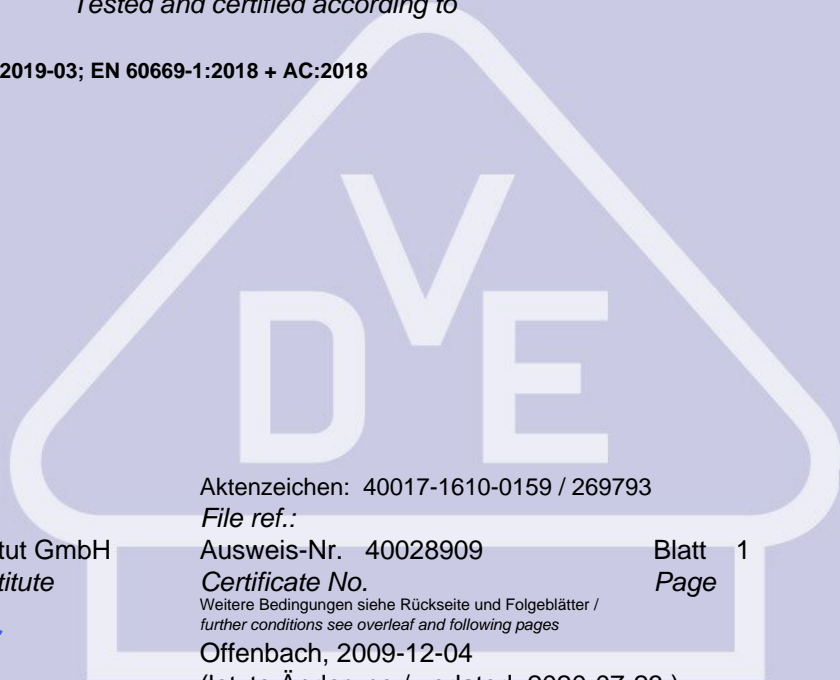 Tested and certified according to
2019-03; EN 60669-1:2018 + AC:2018
VDE
Aktenzeichen: 40017-1610-0159 / 269793
File ref.:
tut GmbH Ausweis-Nr. 40028909 Blatt 1
titute Certificate No. Page
Weitere Bedingungen siehe Rückseite und Folgeblätter /
further conditions see overleaf and following pages
Offenbach, 2009-12-04